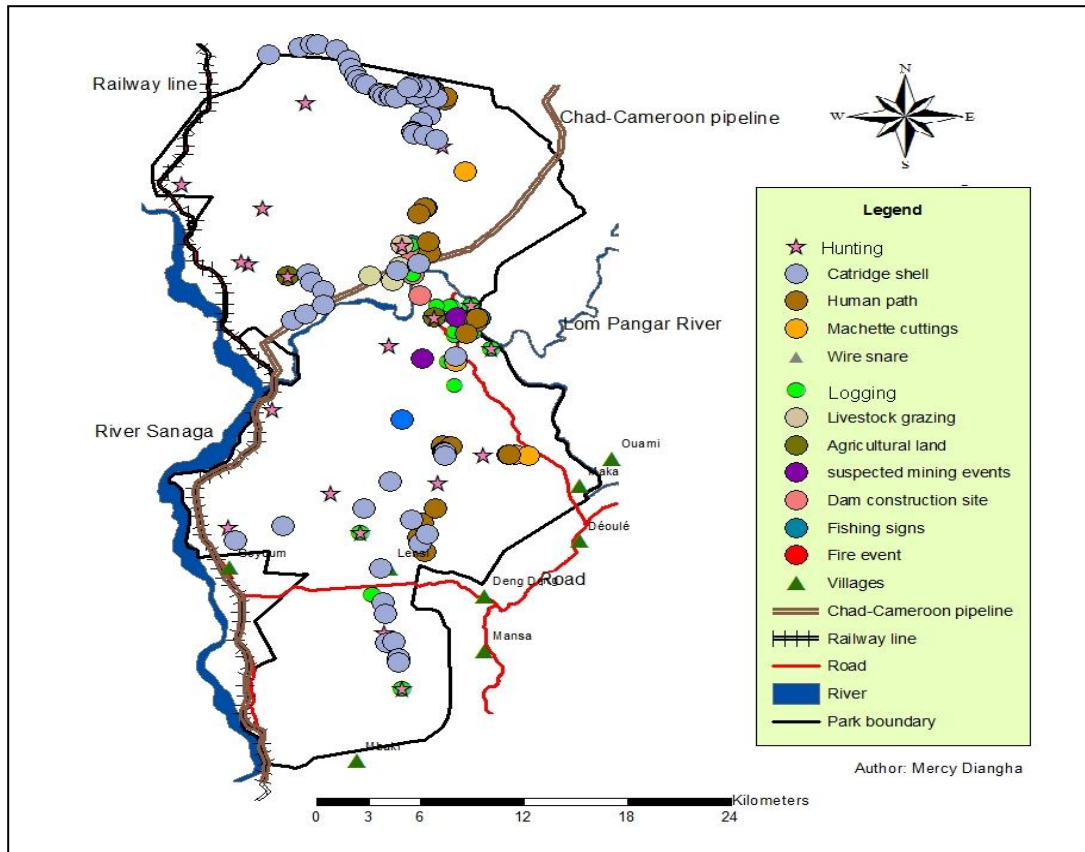 Railway line
Chad-Cameroon pipeline
N
W
E
S
Lom Pangar River
River Sanaga
Ouami
Maka
Déoulé
Lensi
Deng Deng
Road
Mansa
Mbaki
Legend
Hunting
Catridge shell
Human path
Machette cuttings
Wire snare
Logging
Livestock grazing
Agricultural land
suspected mining events
Dam construction site
Fishing signs
Fire event
Villages
Chad-Cameroon pipeline
Railway line
Road
River
Park boundary
Author: Mercy Diangha
Kilometers
0 3 6 12 18 24